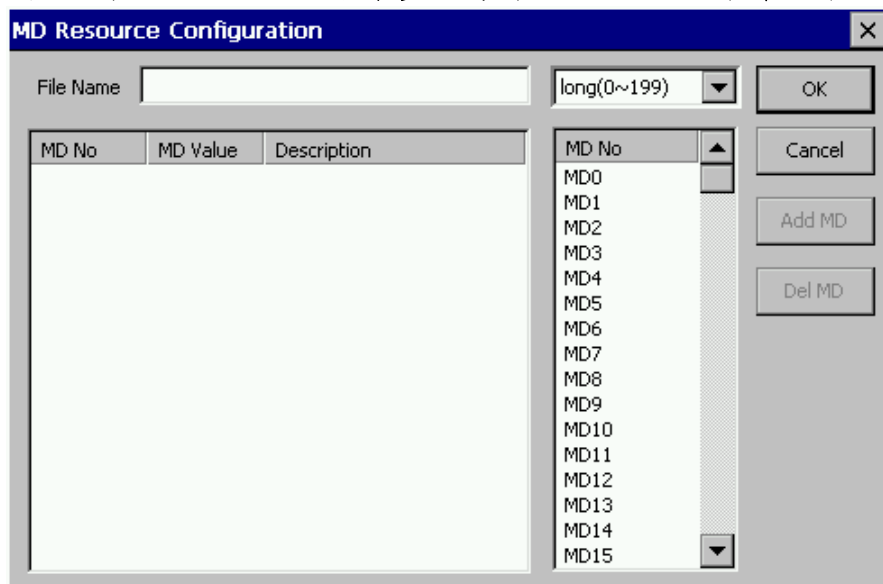 MD Resource Configuration
File Name
long(0~199)
OK
MD No MD Value Description
MD No
Cancel
MD0
MD1
MD2
Add MD
MD3
MD4
Del MD
MD5
MD6
MD7
MD8
MD9
MD10
MD11
MD12
MD13
MD14
MD15